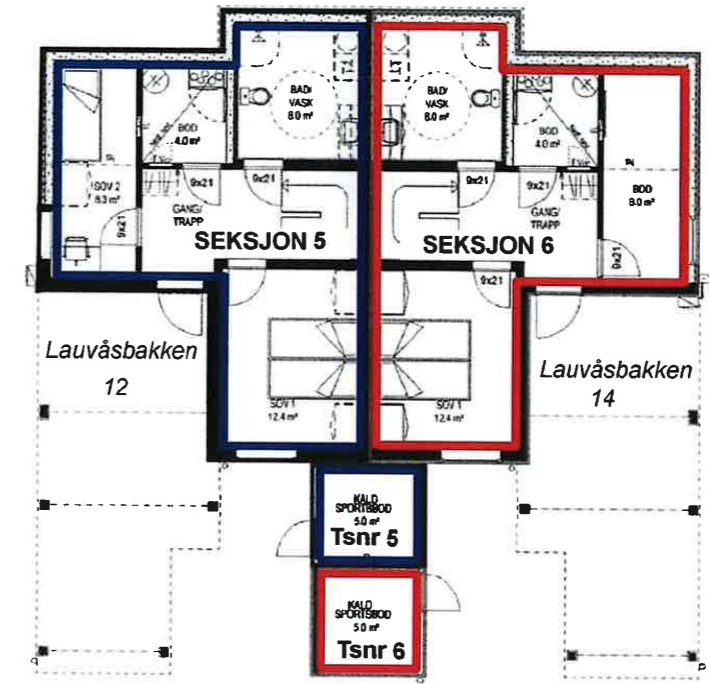 BAD/
VASK
8.0 m²
BAD/
VASK
8.0 m²
BOD
4.0 m²
BOD
4.0 m²
SOV 2
8.3 m²
BOD
8.0 m²
9x21
9x21
9x21
9x21
9x21
9x21
GANG/
TRAPP
GANG/
TRAPP
SEKSJON 5
SEKSJON 6
9x21
Lauvåsbakken
12
Lauvåsbakken
14
SOV 1
12.4 m²
SOV 1
12.4 m²
KALD
SPORTSBOD
5.0 m²
Tsnr 5
KALD
SPORTSBOD
5.0 m²
Tsnr 6